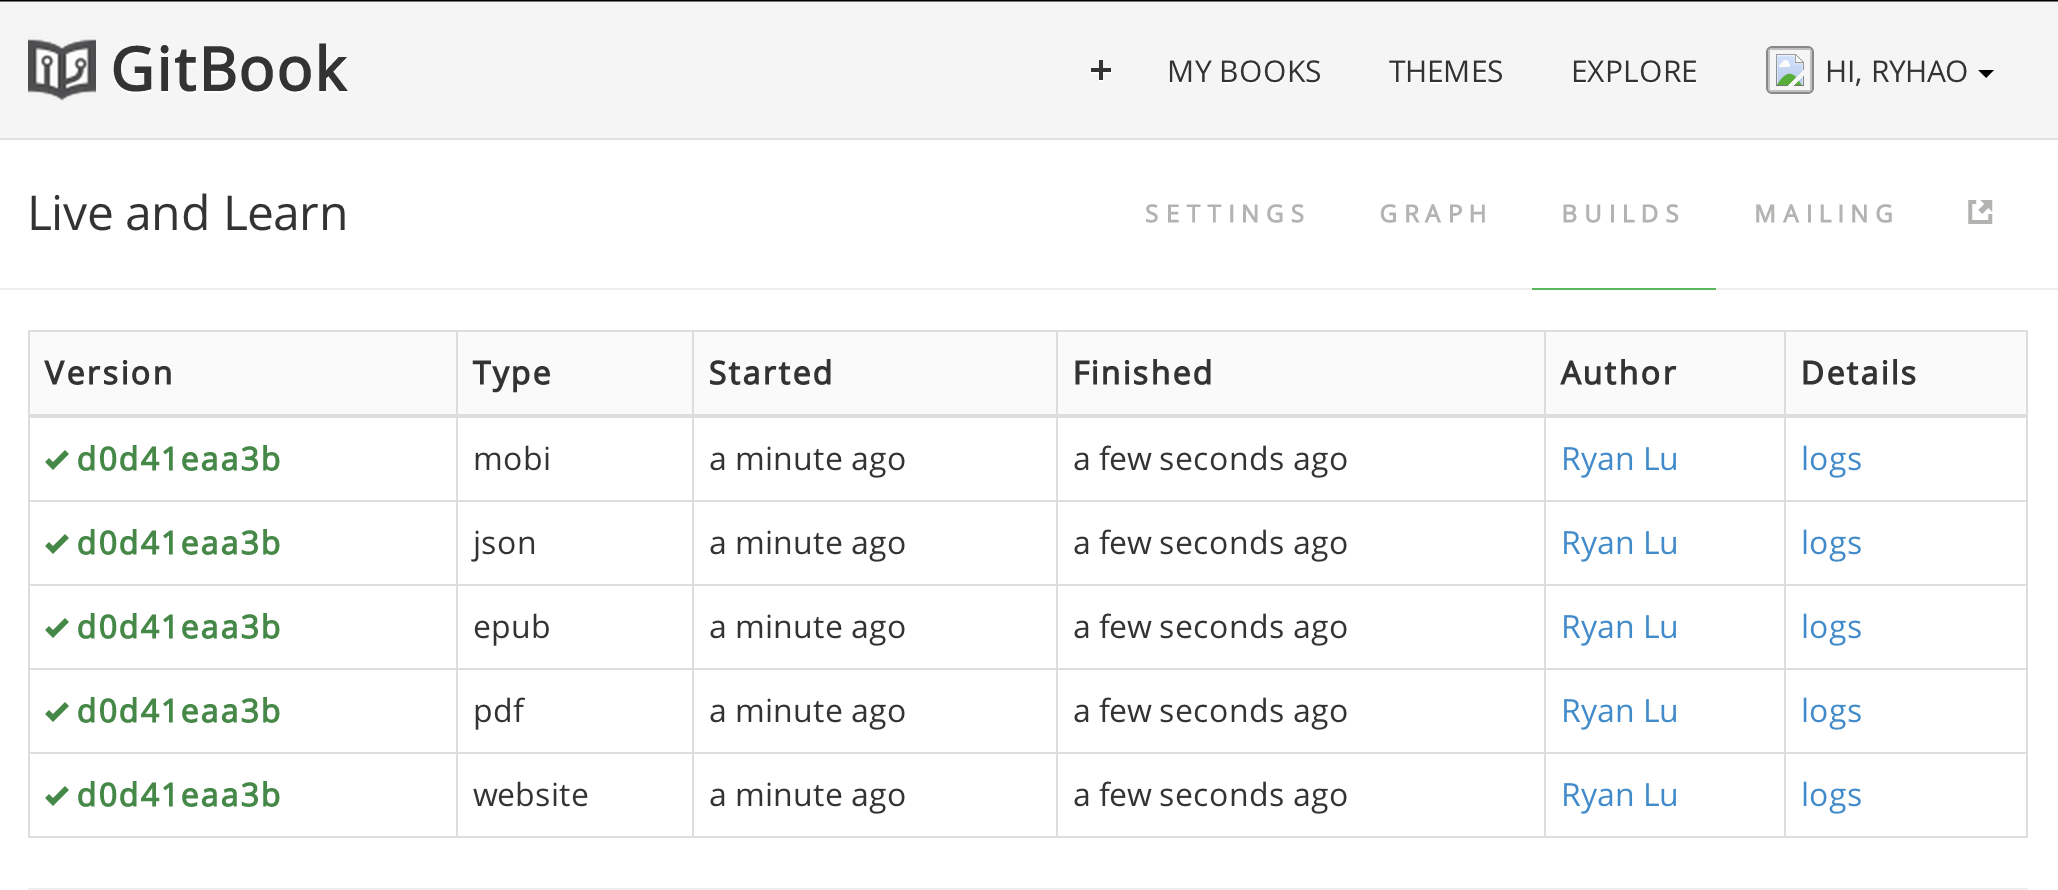 GitBook + MY BOOKS THEMES EXPLORE HI, RYHAO
Live and Learn SETTINGS GRAPH BUILDS MAILING
Version Type Started Finished Author Details
d0d41eaa3b mobi a minute ago a few seconds ago Ryan Lu logs
d0d41eaa3b json a minute ago a few seconds ago Ryan Lu logs
d0d41eaa3b epub a minute ago a few seconds ago Ryan Lu logs
d0d41eaa3b pdf a minute ago a few seconds ago Ryan Lu logs
d0d41eaa3b website a minute ago a few seconds ago Ryan Lu logs